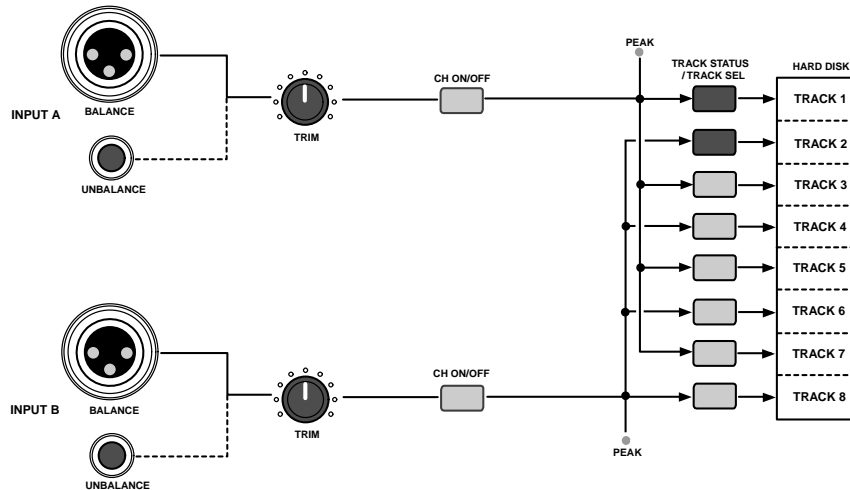 PEAK
TRACK STATUS
/ TRACK SEL
HARD DISK
CH ON/OFF
INPUT A
BALANCE
TRIM
UNBALANCE
TRACK 1
TRACK 2
TRACK 3
TRACK 4
TRACK 5
TRACK 6
TRACK 7
TRACK 8
CH ON/OFF
INPUT B
BALANCE
TRIM
PEAK
UNBALANCE